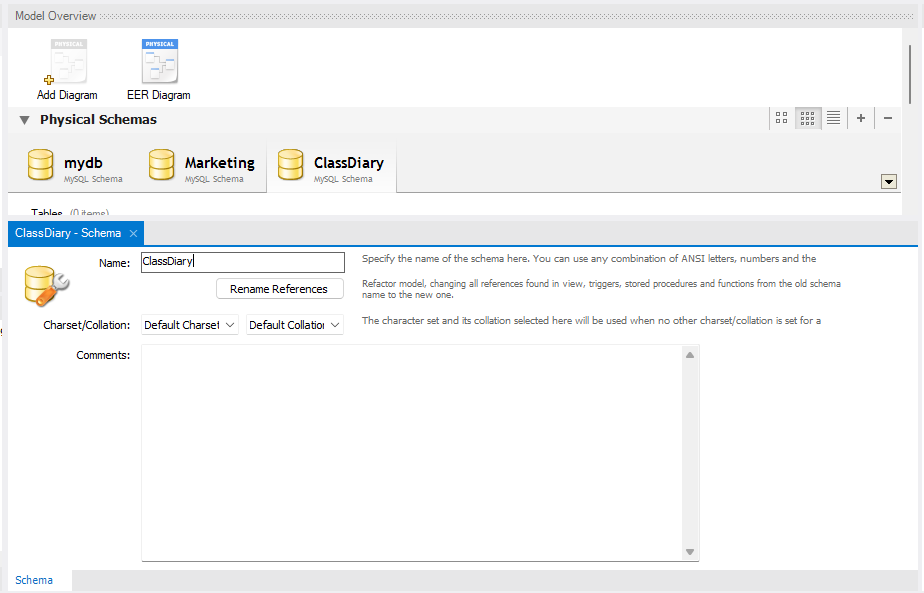 Model Overview
PHYSICAL
PHYSICAL
Add Diagram
EER Diagram
Physical Schemas
mydb
MySQL Schema
Marketing
MySQL Schema
ClassDiary
MySQL Schema
Tables (0 items)
ClassDiary - Schema
Name:
ClassDiary
Specify the name of the schema here. You can use any combination of ANSI letters, numbers and the
Rename References
Refactor model, changing all references found in view, triggers, stored procedures and functions from the old schema
name to the new one.
Charset/Collation:
Default Charset
Default Collation
The character set and its collation selected here will be used when no other charset/collation is set for a
Comments:
Schema